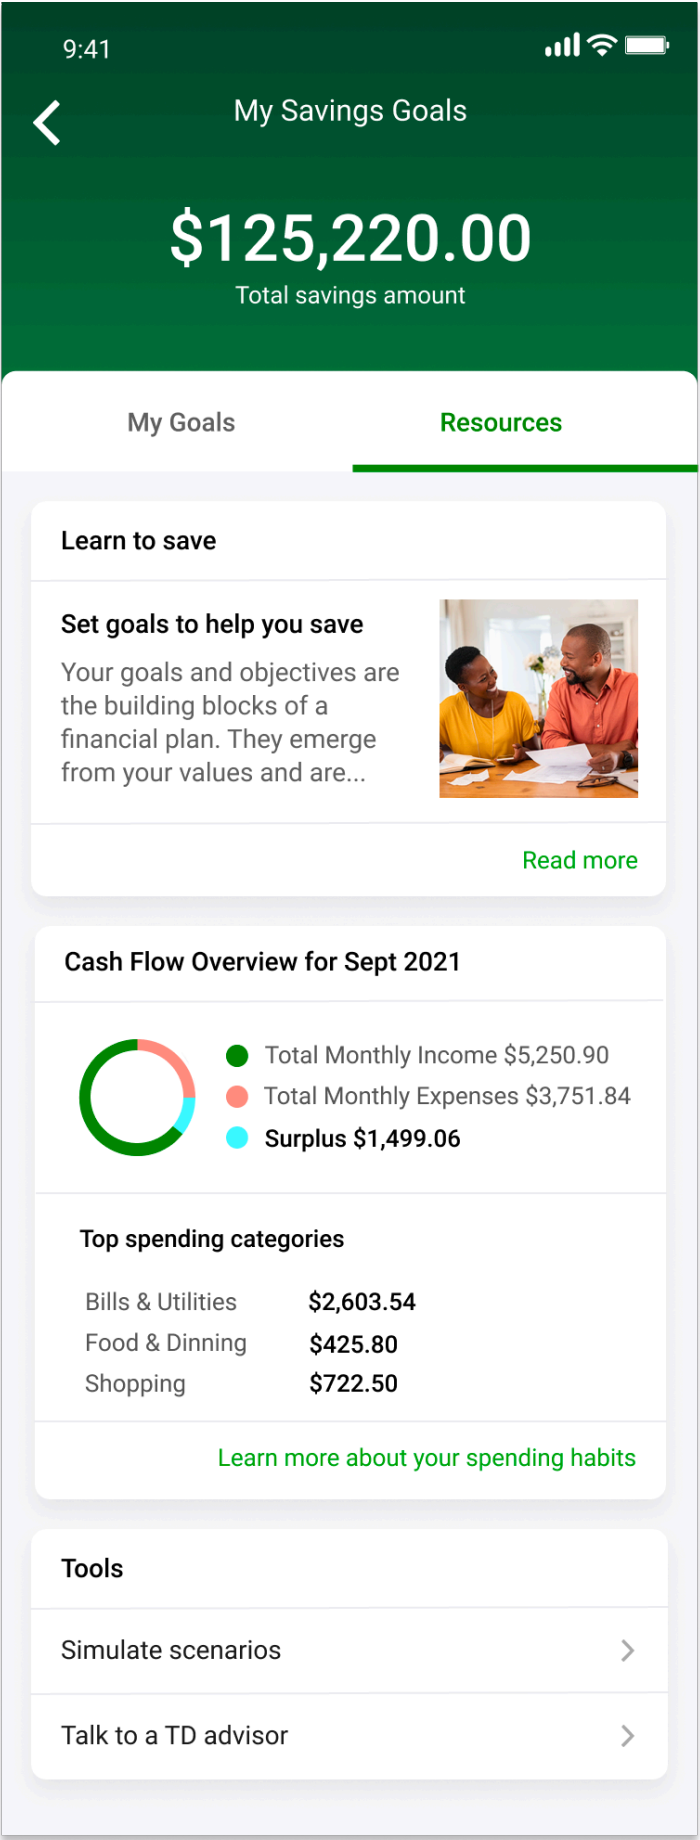 9:41
My Savings Goals
$125,220.00
Total savings amount
My Goals
Resources
Learn to save
Set goals to help you save
Your goals and objectives are
the building blocks of a
financial plan. They emerge
from your values and are...
Read more
Cash Flow Overview for Sept 2021
Total Monthly Income $5,250.90
Total Monthly Expenses $3,751.84
Surplus $1,499.06
Top spending categories
Bills & Utilities $2,603.54
Food & Dinning $425.80
Shopping $722.50
Learn more about your spending habits
Tools
Simulate scenarios
Talk to a TD advisor